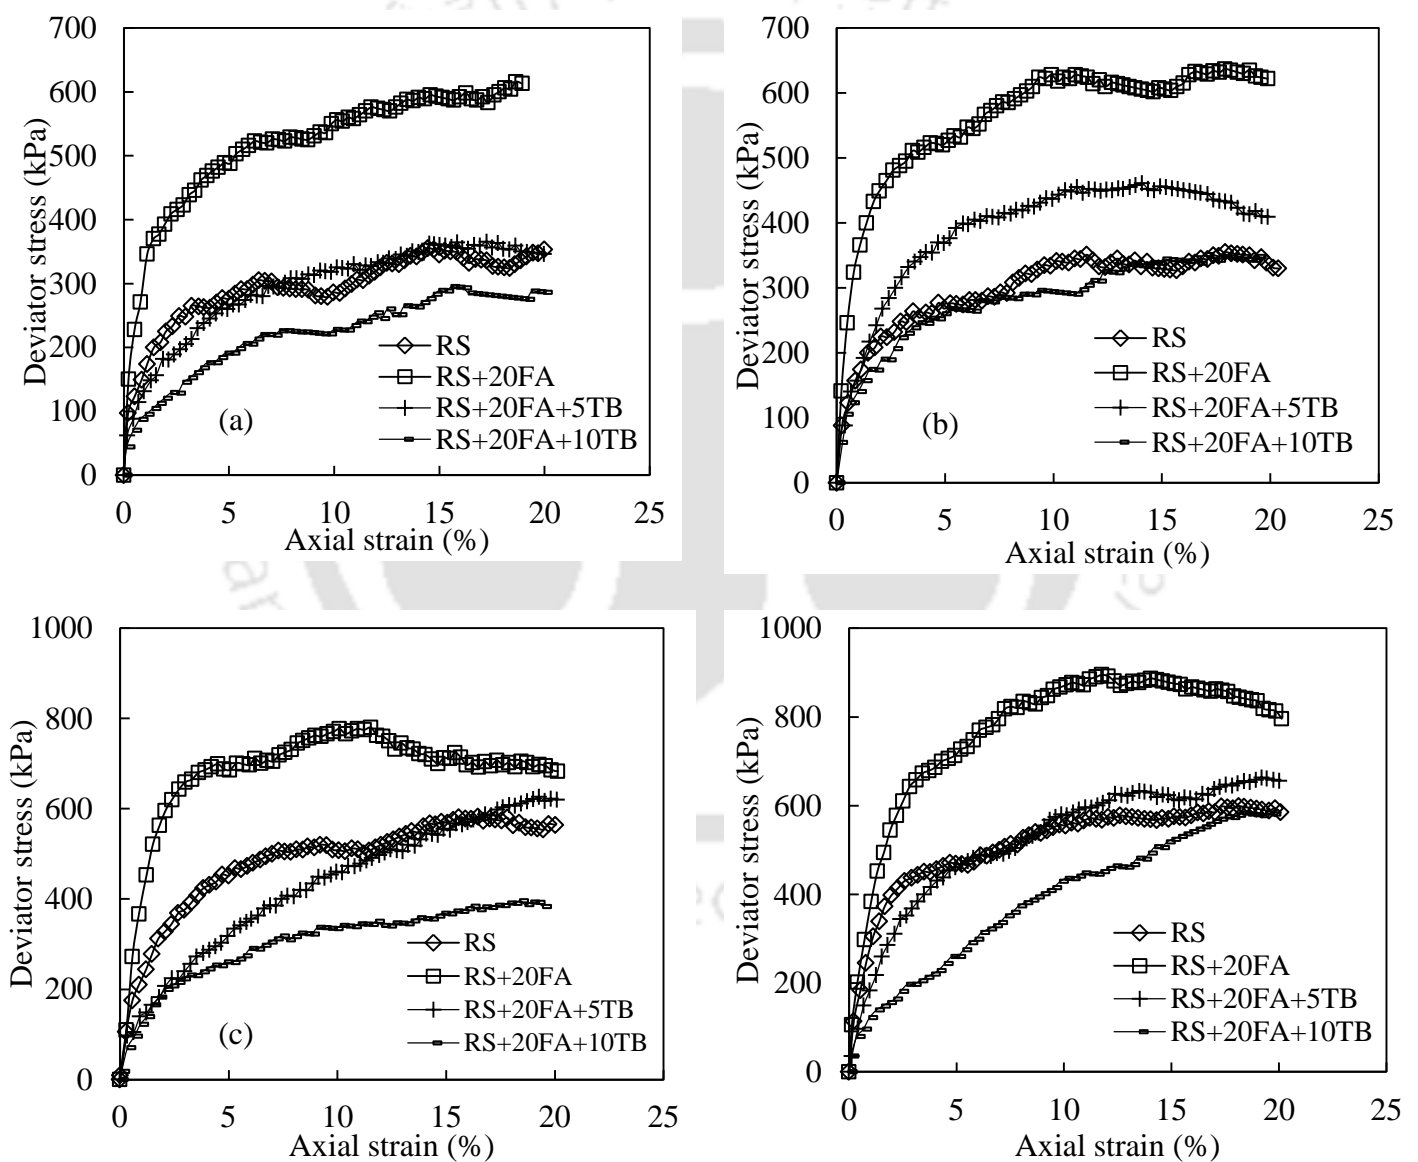 700
600
500
400
300
200
100
0
0 5 10 15 20 25
Deviator stress (kPa)
Axial strain (%)
RS
RS+20FA
RS+20FA+5TB
RS+20FA+10TB
(a)
700
600
500
400
300
200
100
0
0 5 10 15 20 25
Deviator stress (kPa)
Axial strain (%)
RS
RS+20FA
RS+20FA+5TB
RS+20FA+10TB
(b)
1000
800
600
400
200
0
0 5 10 15 20 25
Deviator stress (kPa)
Axial strain (%)
RS
RS+20FA
RS+20FA+5TB
RS+20FA+10TB
(c)
1000
800
600
400
200
0
0 5 10 15 20 25
Deviator stress (kPa)
Axial strain (%)
RS
RS+20FA
RS+20FA+5TB
RS+20FA+10TB